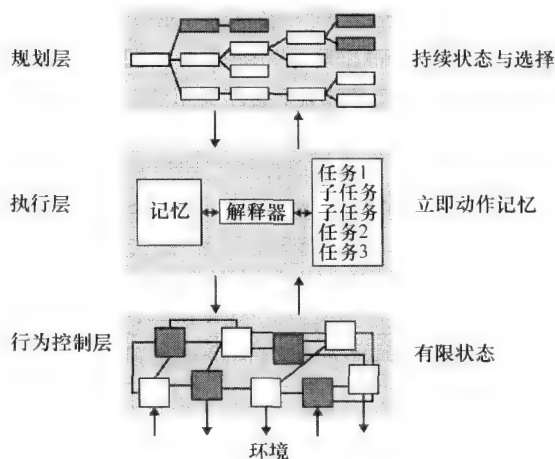 规划层
持续状态与选择
执行层
记忆
解释器
任务1
子任务
子任务
任务2
任务3
立即动作记忆
行为控制层
有限状态
环境